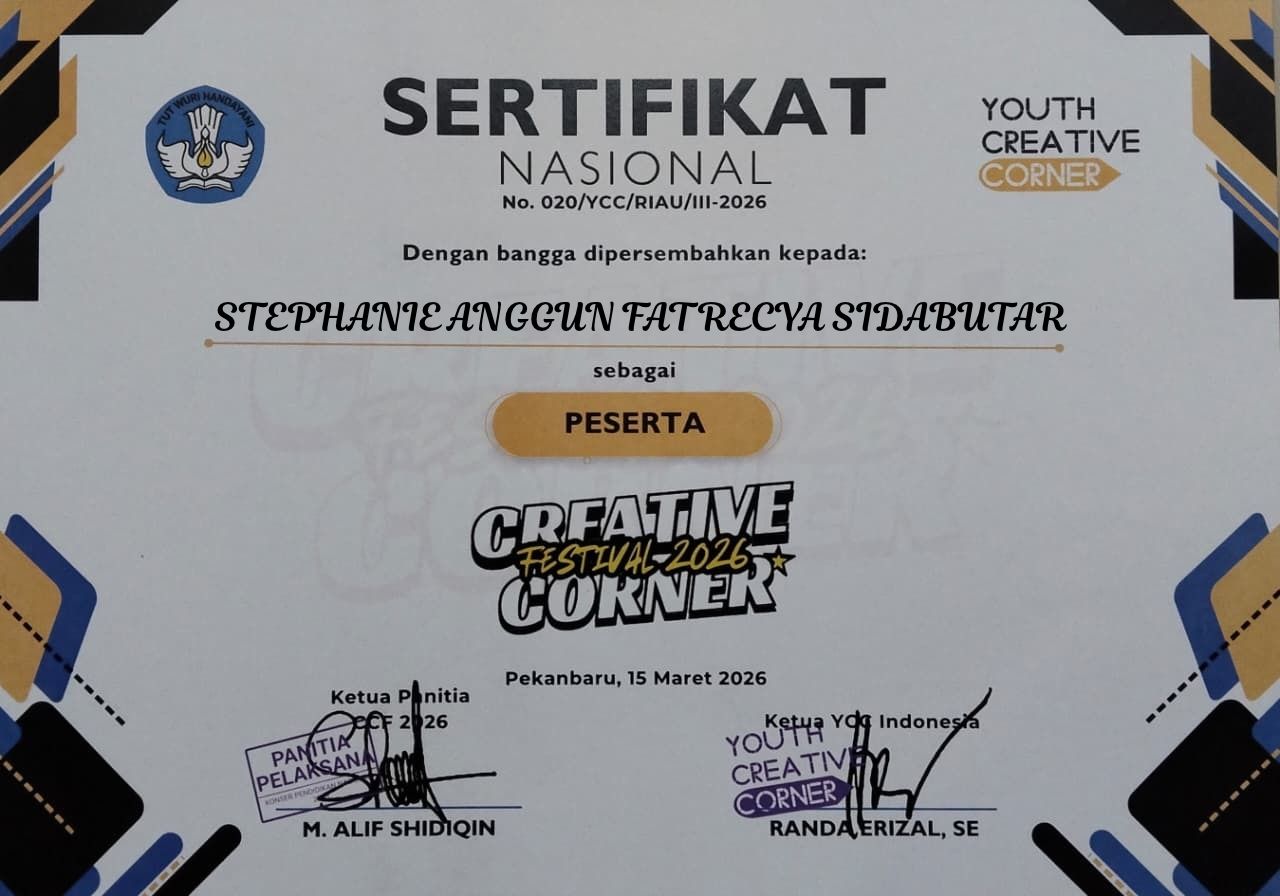 TUT WURI HANDAYANI
SERTIFIKAT
NASIONAL
No. 020/YCC/RIAU/III-2026
YOUTH
CREATIVE
CORNER
Dengan bangga dipersembahkan kepada:
STEPHANIE ANGGUN FATRECYA SIDABUTAR
sebagai
PESERTA
CREATIVE
FESTIVAL 2026
CORNER
Pekanbaru, 15 Maret 2026
Ketua Panitia
CCF 2026
PANITIA
PELAKSANA
KONSER PENDIDIKAN
M. ALIF SHIDIQIN
Ketua YCC Indonesia
YOUTH
CREATIVE
CORNER
RANDA ERIZAL, SE